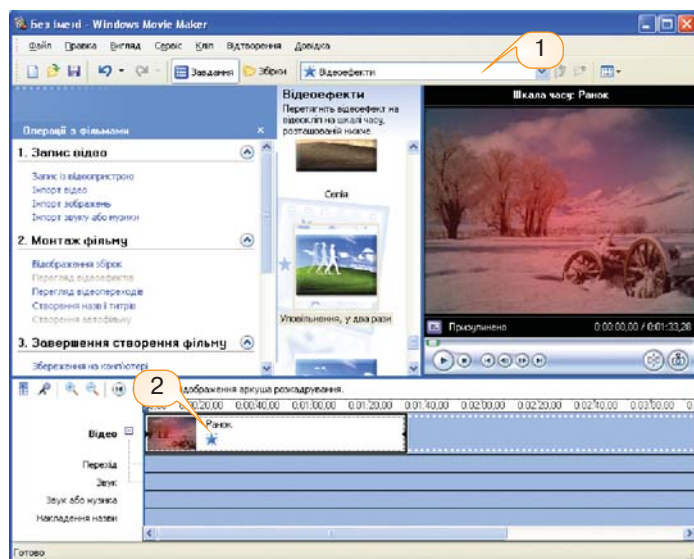 Без імені - Windows Movie Maker
Файл Правка Вигляд Сервіс Кліп Відтворення Довідка
Завдання Збірки Відеоефекти
1
Відеоефекти
Перетягніть відеоефект на відеокліп на шкалі часу, розташованій нижче.
Шкала часу: Ранок
Операції з фільмами
1. Запис відео
Запис із відеопристрою
Імпорт відео
Імпорт зображень
Імпорт звуку або музики
Сепія
2. Монтаж фільму
Відображення збірок
Перегляд відеоефектів
Перегляд відеопереходів
Створення назв і титрів
Створення автофільму
Уповільнення, у два рази
Призупинено
0:00:00,00 / 0:01:33,28
3. Завершення створення фільму
Збереження на комп'ютері
2
ідображення аркуша розкадрування.
0:00:20,00 0:00:40,00 0:01:00,00 0:01:20,00 0:01:40,00 0:02:00,00 0:02:20,00 0:02:40,00 0:03:00,00
Відео
Ранок
Перехід
Звук
Звук або музика
Накладення назви
Готово